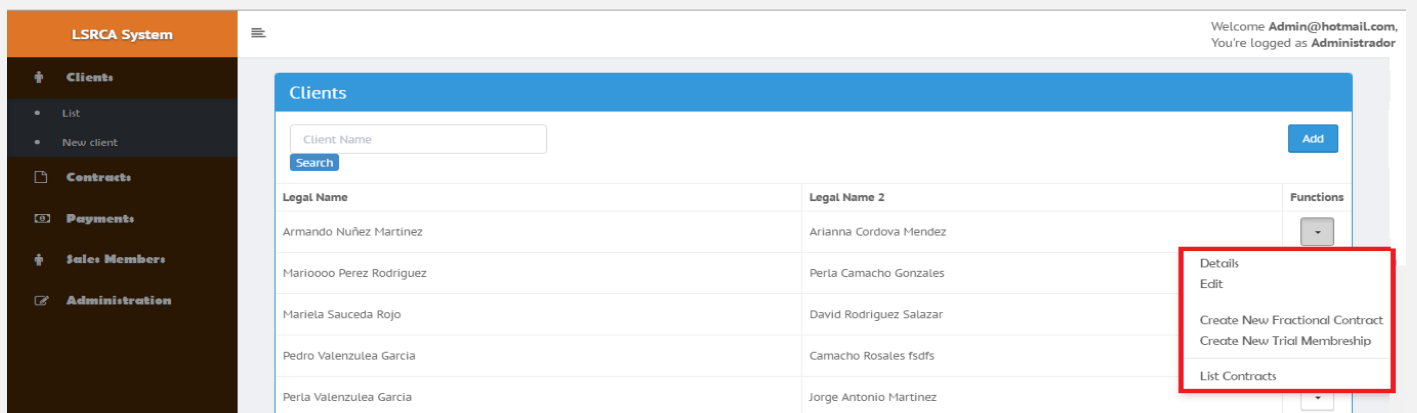 LSRCA System
Welcome Admin@hotmail.com,
You're logged as Administrador
Clients
List
New client
Contracts
Payments
Sales Members
Administration
Clients
Client Name
Add
Search
Legal Name Legal Name 2 Functions
Armando Nuñez Martinez Arianna Cordova Mendez
Marioooo Perez Rodriguez Perla Camacho Gonzales
Mariela Sauceda Rojo David Rodriguez Salazar
Pedro Valenzulea Garcia Camacho Rosales fsdfs
Perla Valenzulea Garcia Jorge Antonio Martinez
Details
Edit
Create New Fractional Contract
Create New Trial Membreship
List Contracts